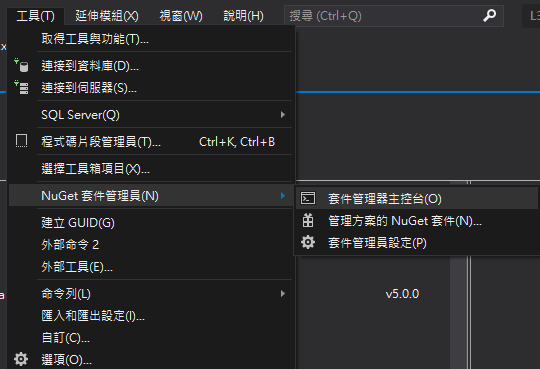 工具(T) 延伸模組(X) 視窗(W) 說明(H) 搜尋 (Ctrl+Q) L3
取得工具與功能(T)...
x
連接到資料庫(D)...
連接到伺服器(S)...
SQL Server(Q)
程式碼片段管理員(T)... Ctrl+K, Ctrl+B
選擇工具箱項目(X)...
NuGet 套件管理員(N) 套件管理器主控台(O)
建立 GUID(G) 管理方案的 NuGet 套件(N)...
外部命令 2 套件管理員設定(P)
外部工具(E)...
a 命令列(L) v5.0.0
匯入和匯出設定(I)...
自訂(C)...
選項(O)...